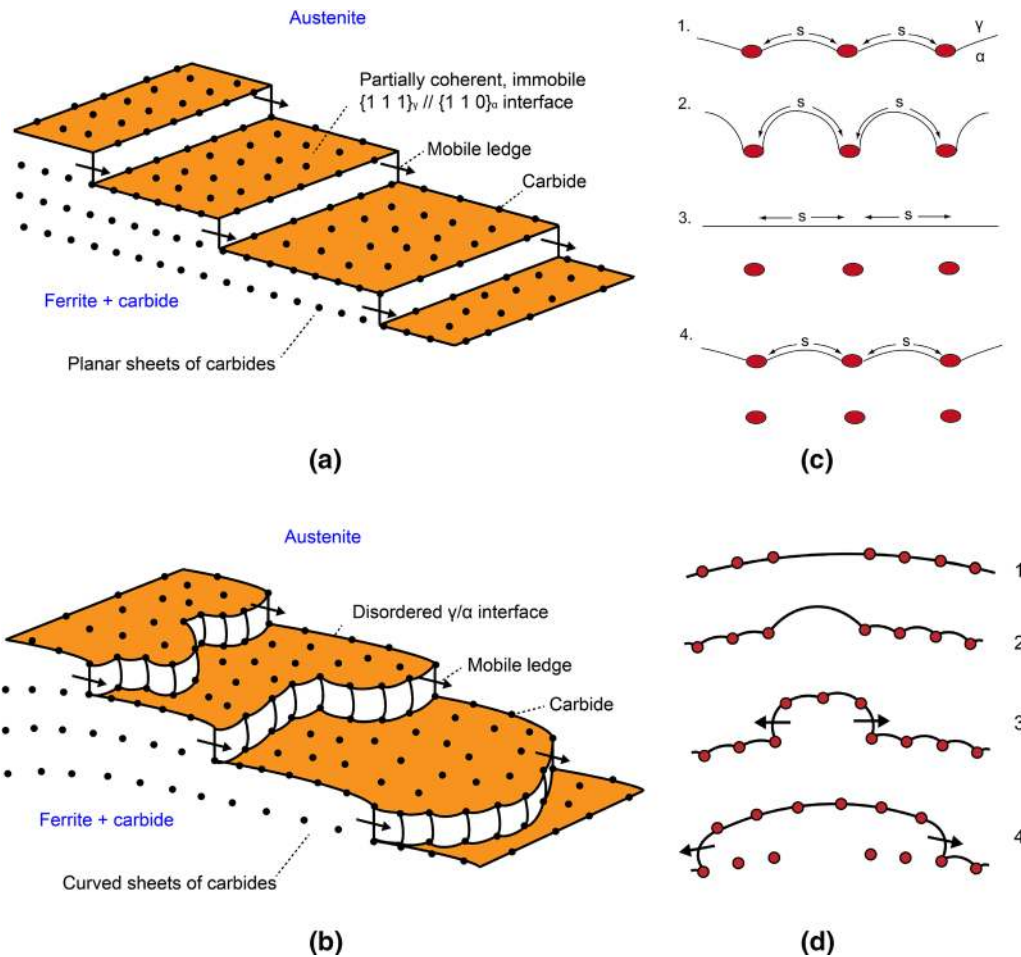 Austenite
Partially coherent, immobile
{1 1 1}γ // {1 1 0}α interface
Mobile ledge
Carbide
Ferrite + carbide
Planar sheets of carbides
(a)
1.
s
s
γ
α
2.
s
s
3.
s
s
4.
s
s
(c)
Austenite
Disordered γ/α interface
Mobile ledge
Carbide
Ferrite + carbide
Curved sheets of carbides
(b)
1
2
3
4
(d)